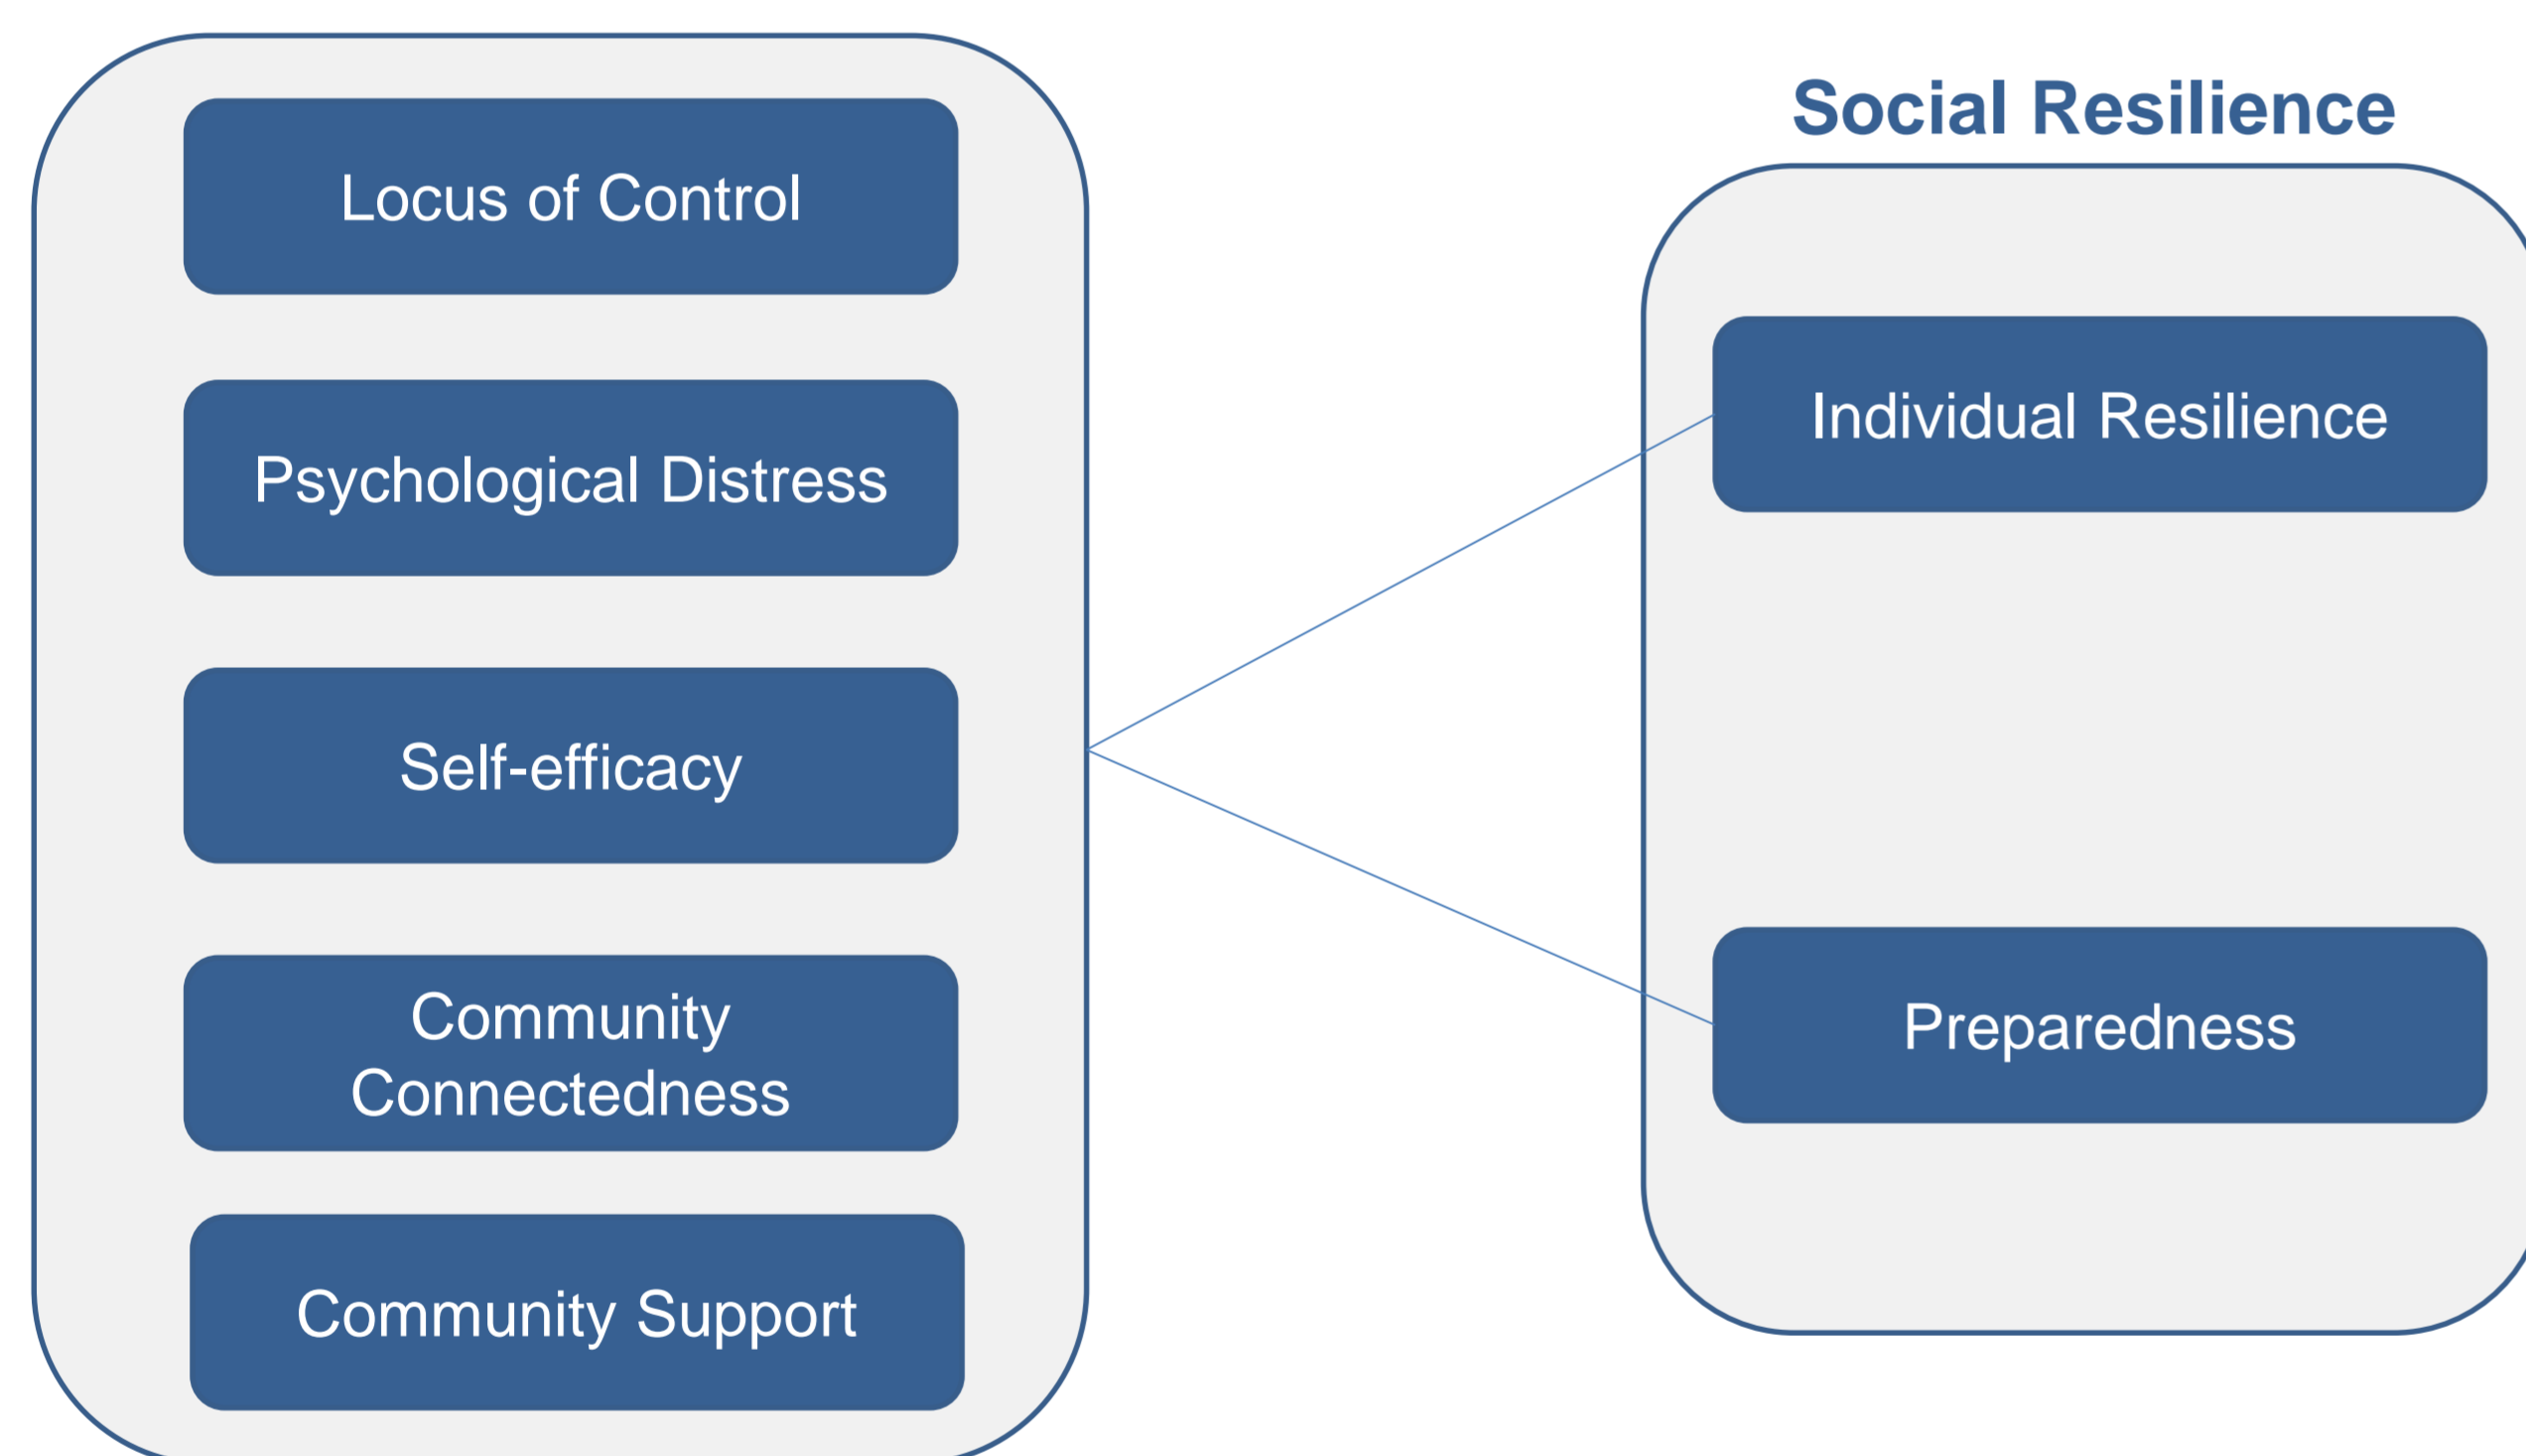 Locus of Control
Psychological Distress
Self-efficacy
Community
Connectedness
Community Support
Social Resilience
Individual Resilience
Preparedness